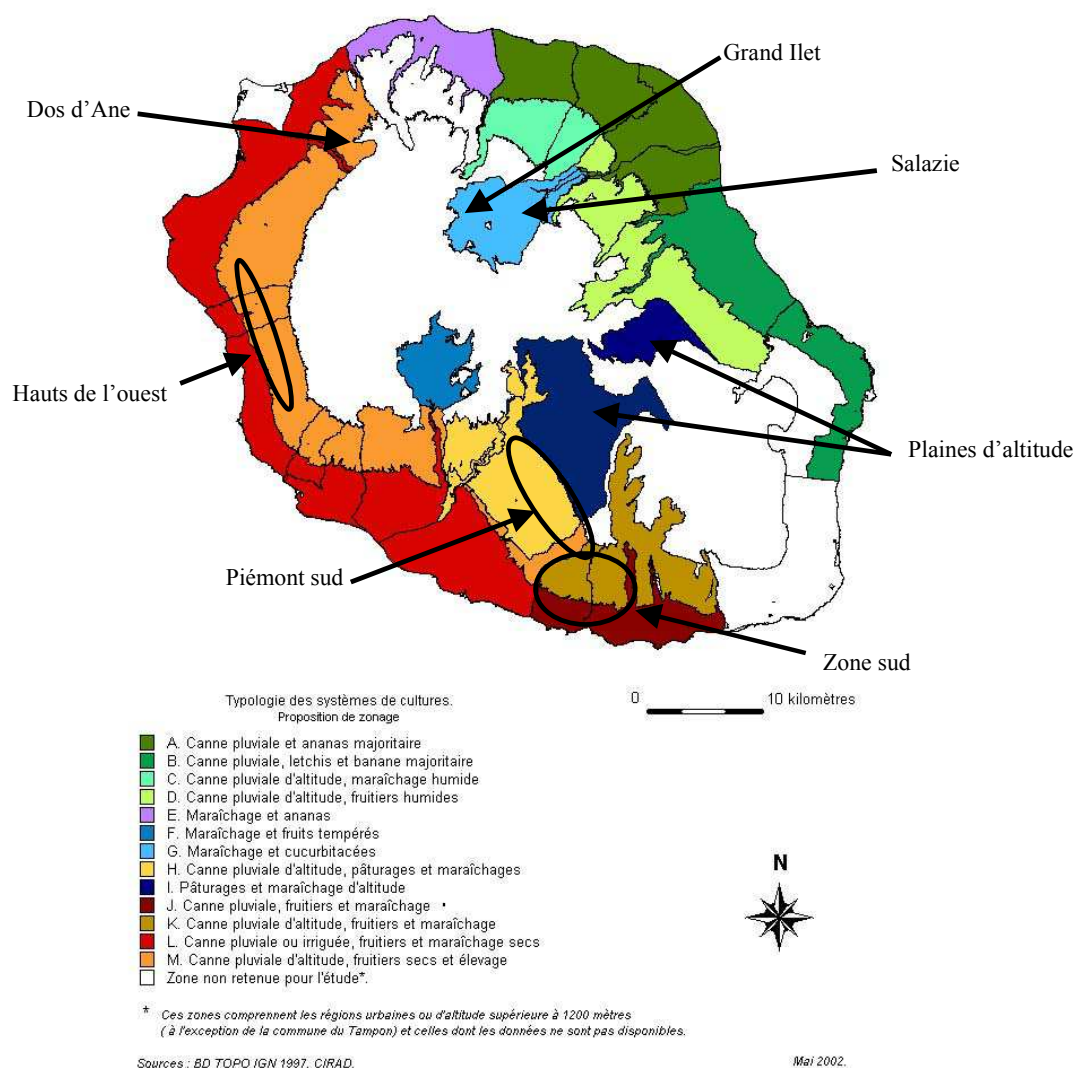 Grand Ilet
Dos d'Ane
Salazie
Hauts de l'ouest
Plaines d'altitude
Piémont sud
Zone sud
Typologie des systèmes de cultures.
Proposition de zonage
0 10 kilomètres
A. Canne pluviale et ananas majoritaire
B. Canne pluviale, letchis et banane majoritaire
C. Canne pluviale d'altitude, maraîchage humide
D. Canne pluviale d'altitude, fruitiers humides
E. Maraîchage et ananas
F. Maraîchage et fruits tempérés
G. Maraîchage et cucurbitacées
H. Canne pluviale d'altitude, pâturages et maraîchages
I. Pâturages et maraîchage d'altitude
J. Canne pluviale, fruitiers et maraîchage
K. Canne pluviale d'altitude, fruitiers et maraîchage
L. Canne pluviale ou irriguée, fruitiers et maraîchage secs
M. Canne pluviale d'altitude, fruitiers secs et élevage
Zone non retenue pour l'étude*.
N
* Ces zones comprennent les régions urbaines ou d'altitude supérieure à 1200 mètres
( à l'exception de la commune du Tampon) et celles dont les données ne sont pas disponibles.
Sources : BD TOPO IGN 1997, CIRAD.
Mai 2002.